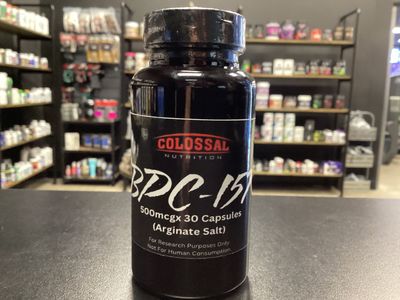 COLOSSAL
NUTRITION
BPC-157
500mcgx 30 Capsules
(Arginate Salt)
For Research Purposes Only
Not For Human Consumption.